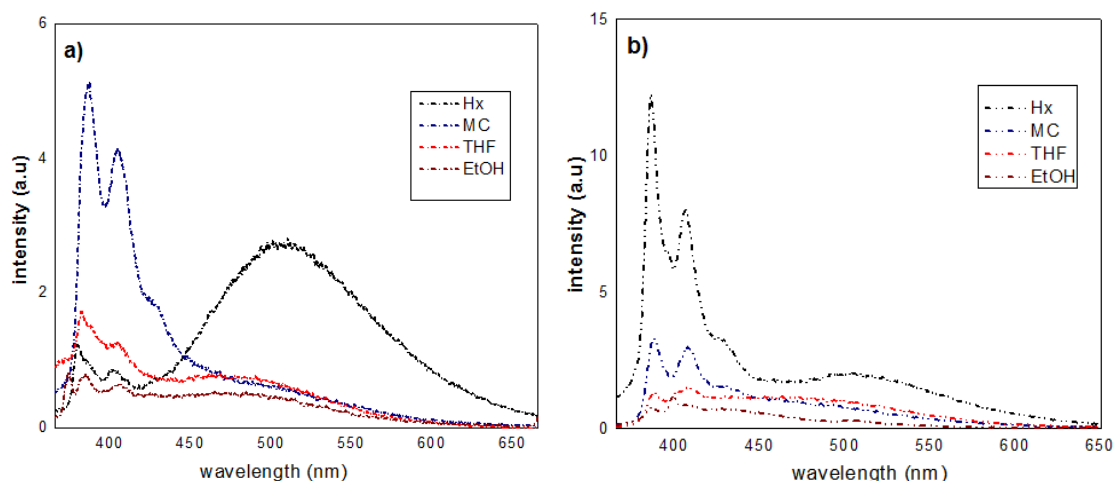 a)
Hx
MC
THF
EtOH
intensity (a.u)
6
4
2
0
400
450
500
550
600
650
wavelength (nm)
b)
Hx
MC
THF
EtOH
intensity (a.u)
15
10
5
0
400
450
500
550
600
650
wavelength (nm)